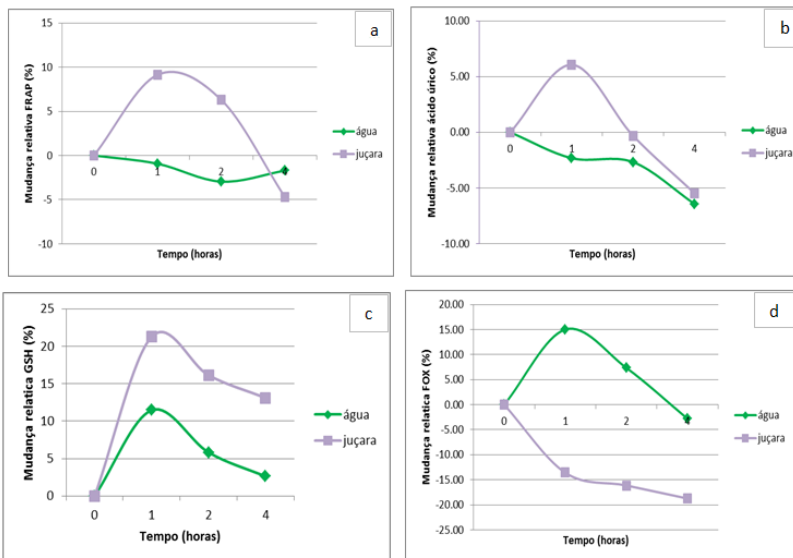 a
Mudança relativa FRAP (%)
15
10
5
0
-5
-10
0
1
2
4
Tempo (horas)
água
juçara
b
Mudança relativa ácido úrico (%)
10.00
5.00
0.00
-5.00
-10.00
0
1
2
4
Tempo (horas)
água
juçara
c
Mudança relatica GSH (%)
25
20
15
10
5
0
0
1
2
4
Tempo (horas)
água
juçara
d
Mudança relatica FOX (%)
20.00
15.00
10.00
5.00
0.00
-5.00
-10.00
-15.00
-20.00
-25.00
0
1
2
4
Tempo (horas)
água
juçara